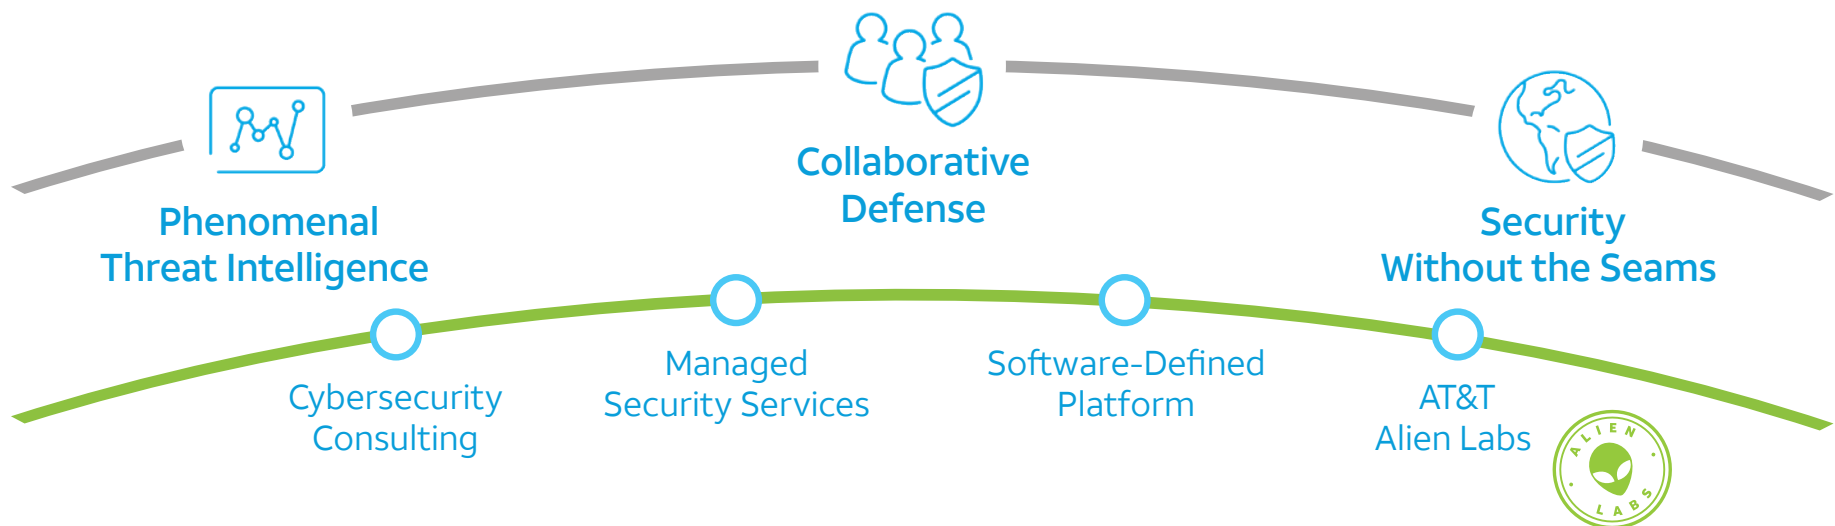 Phenomenal
Threat Intelligence
Collaborative
Defense
Security
Without the Seams
Cybersecurity
Consulting
Managed
Security Services
Software-Defined
Platform
AT&T
Alien Labs
ALIEN
LABS